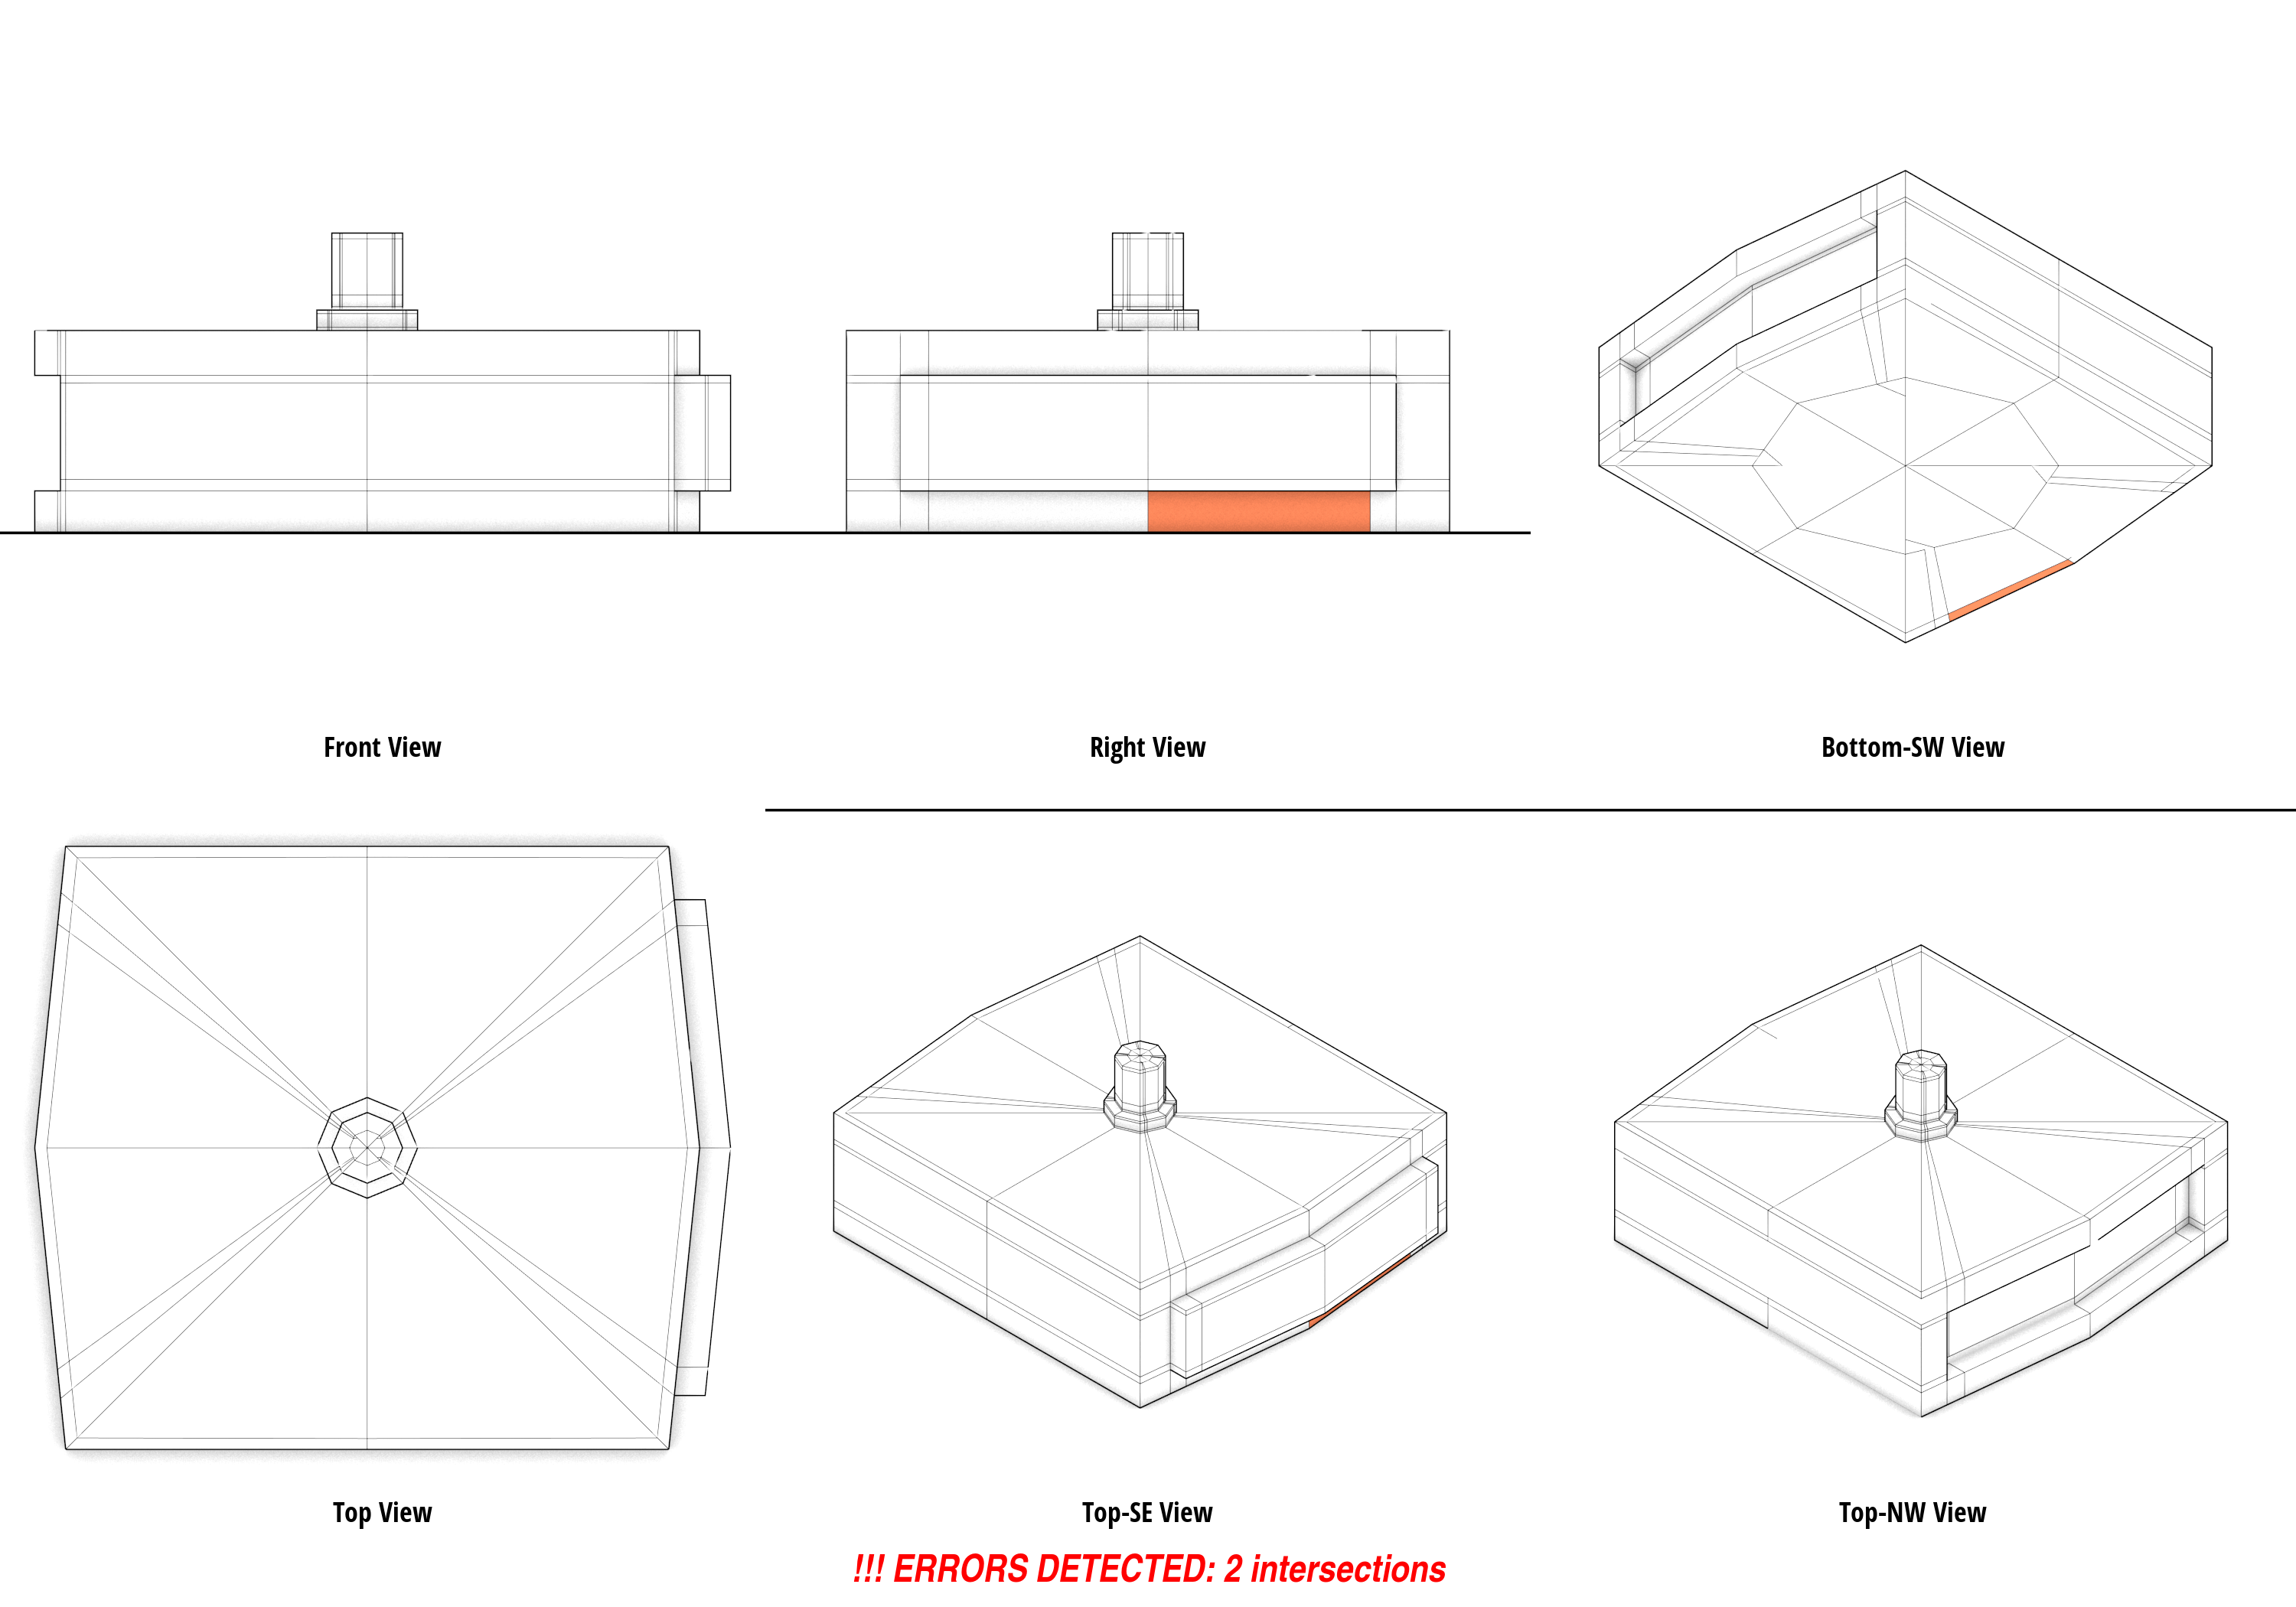 Front View
Right View
Bottom-SW View
Top View
Top-SE View
Top-NW View
!!! ERRORS DETECTED: 2 intersections